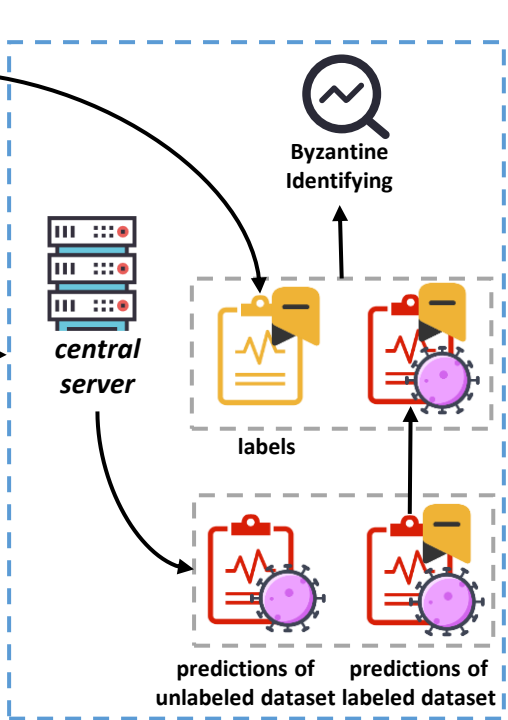 Byzantine
Identifying
central
server
labels
predictions of
unlabeled dataset
predictions of
labeled dataset